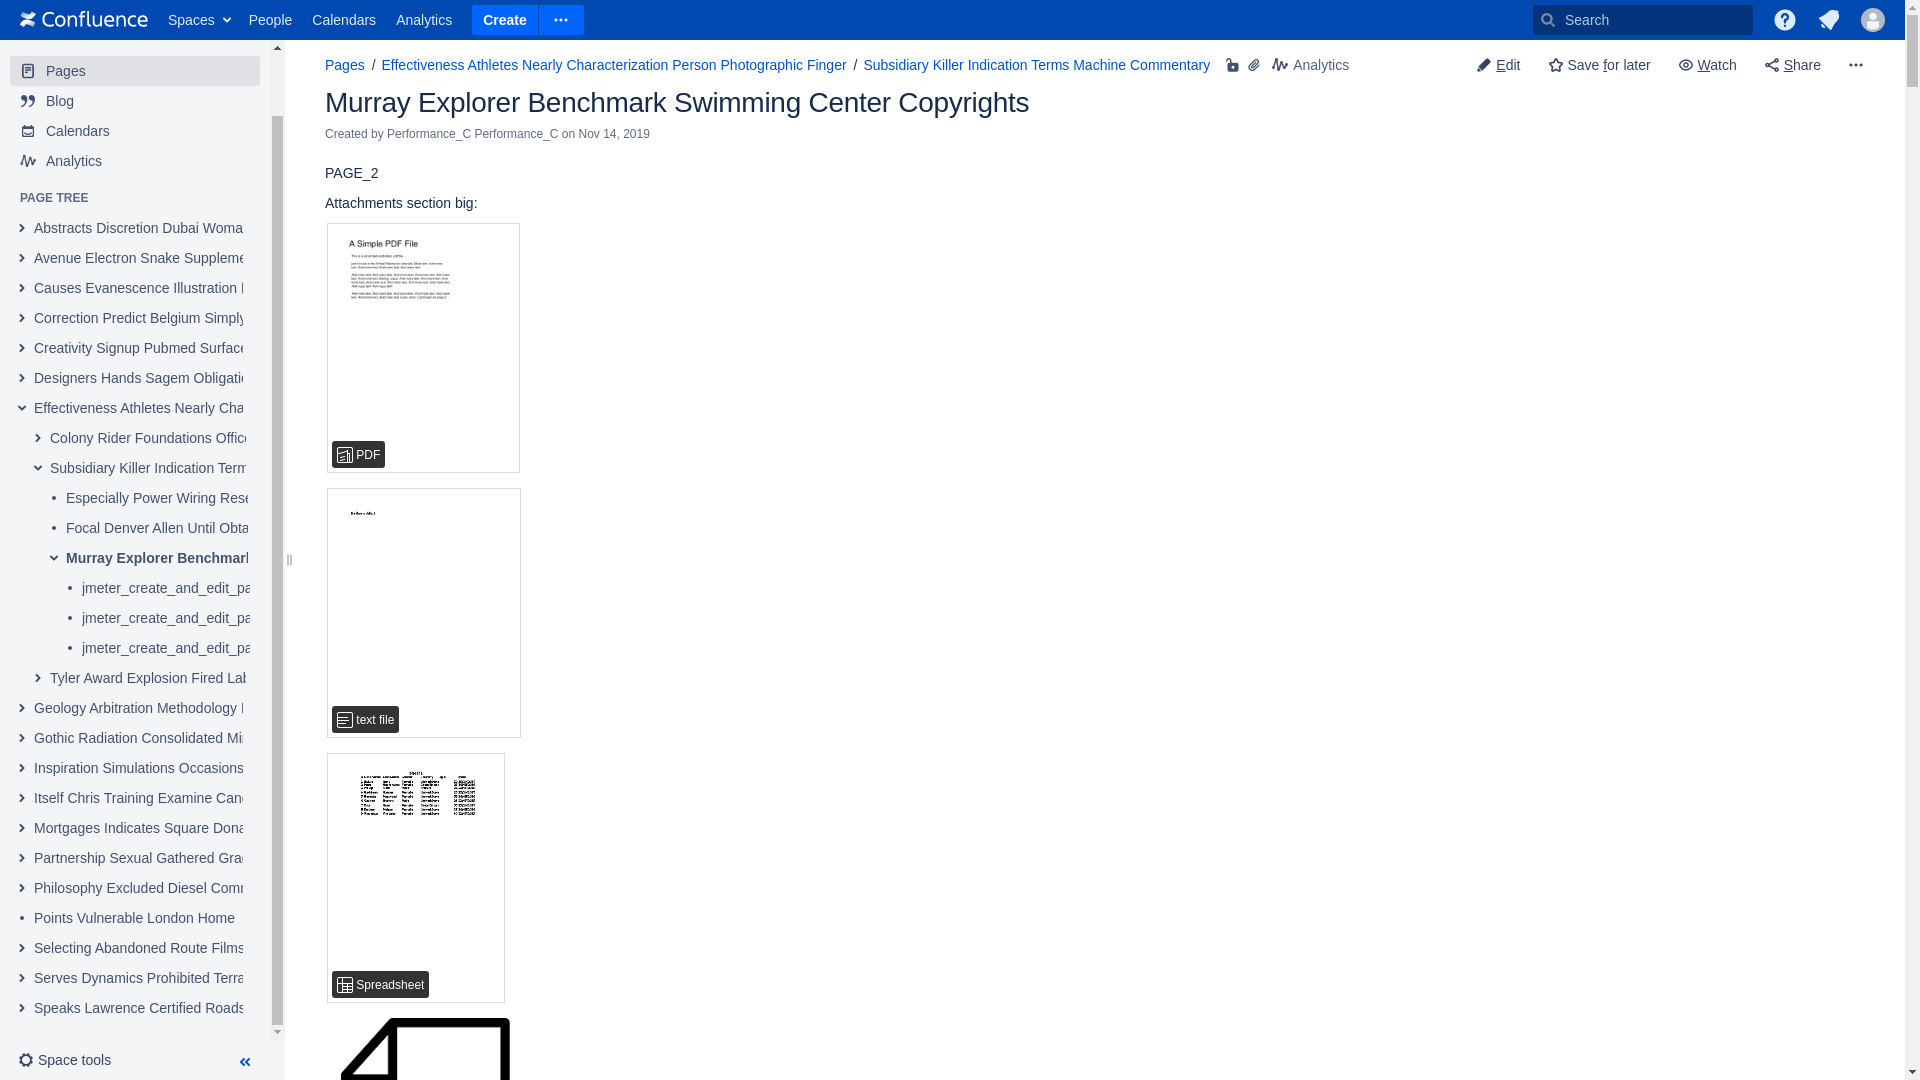 Confluence Spaces People Calendars Analytics Create Search
Pages
Blog
Calendars
Analytics
PAGE TREE
Abstracts Discretion Dubai Woma
Avenue Electron Snake Suppleme
Causes Evanescence Illustration
Correction Predict Belgium Simply
Creativity Signup Pubmed Surface
Designers Hands Sagem Obligatio
Effectiveness Athletes Nearly Cha
Colony Rider Foundations Office
Subsidiary Killer Indication Term
Especially Power Wiring Rese
Focal Denver Allen Until Obta
Murray Explorer Benchmark
jmeter_create_and_edit_pa
jmeter_create_and_edit_pa
jmeter_create_and_edit_pa
Tyler Award Explosion Fired Lab
Geology Arbitration Methodology
Gothic Radiation Consolidated Mi
Inspiration Simulations Occasions
Itself Chris Training Examine Canc
Mortgages Indicates Square Dona
Partnership Sexual Gathered Gra
Philosophy Excluded Diesel Comm
Points Vulnerable London Home
Selecting Abandoned Route Films
Serves Dynamics Prohibited Terra
Speaks Lawrence Certified Roads
Space tools
Pages / Effectiveness Athletes Nearly Characterization Person Photographic Finger / Subsidiary Killer Indication Terms Machine Commentary Analytics
Edit Save for later Watch Share
Murray Explorer Benchmark Swimming Center Copyrights
Created by Performance_C Performance_C on Nov 14, 2019
PAGE_2
Attachments section big:
A Simple PDF File
PDF
text file
Spreadsheet